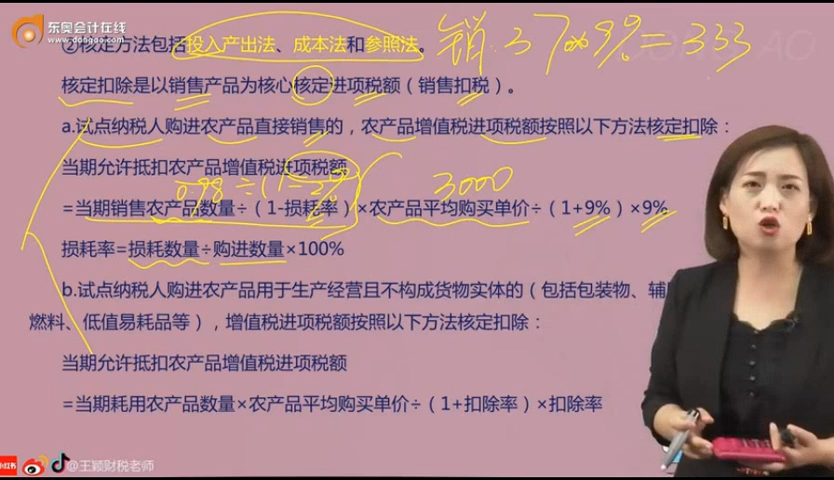 东奥会计在线
www.dongao.com
②核定方法包括投入产出法、成本法和参照法。
销 3700×9%=333
核定扣除是以销售产品为核心核定进项税额（销售扣税）。
a.试点纳税人购进农产品直接销售的，农产品增值税进项税额按照以下方法核定扣除：
当期允许抵扣农产品增值税进项税额
0.98÷(1-2%) 3000
=当期销售农产品数量÷（1-损耗率）×农产品平均购买单价÷（1+9%）×9%
损耗率=损耗数量÷购进数量×100%
b.试点纳税人购进农产品用于生产经营且不构成货物实体的（包括包装物、辅
燃料、低值易耗品等），增值税进项税额按照以下方法核定扣除：
当期允许抵扣农产品增值税进项税额
=当期耗用农产品数量×农产品平均购买单价÷（1+扣除率）×扣除率
小红书 @王颖财税老师